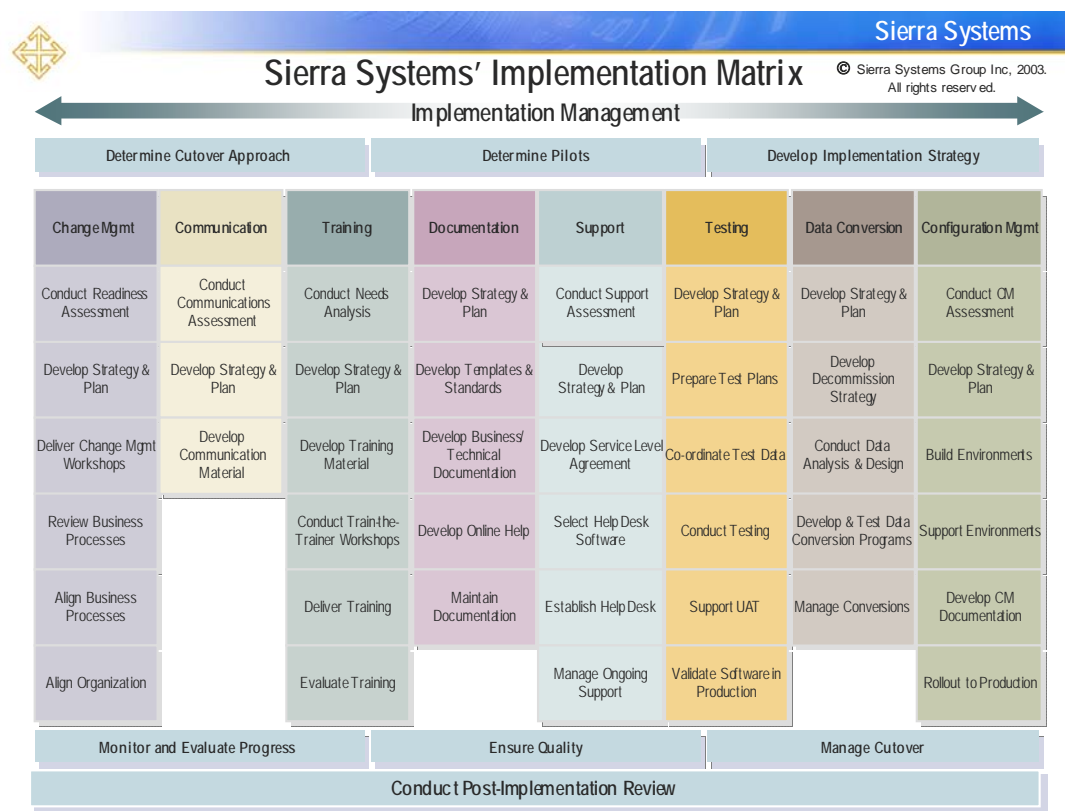 Sierra Systems
Sierra Systems' Implementation Matrix
© Sierra Systems Group Inc, 2003.
All rights reserved.
Implementation Management
Determine Cutover Approach
Determine Pilots
Develop Implementation Strategy
Change Mgmt
Communication
Training
Documentation
Support
Testing
Data Conversion
Configuration Mgmt
Conduct Readiness
Assessment
Conduct
Communications
Assessment
Conduct Needs
Analysis
Develop Strategy &
Plan
Conduct Support
Assessment
Develop Strategy &
Plan
Develop Strategy &
Plan
Conduct CM
Assessment
Develop Strategy &
Plan
Develop Strategy &
Plan
Develop Strategy &
Plan
Develop Templates &
Standards
Develop
Strategy & Plan
Prepare Test Plans
Develop
Decommission
Strategy
Develop Strategy &
Plan
Deliver Change Mgmt
Workshops
Develop
Communication
Material
Develop Training
Material
Develop Business/
Technical
Documentation
Develop Service Level
Agreement
Co-ordinate Test Data
Conduct Data
Analysis & Design
Build Environments
Review Business
Processes
Conduct Train-the-
Trainer Workshops
Develop Online Help
Select Help Desk
Software
Conduct Testing
Develop & Test Data
Conversion Programs
Support Environments
Align Business
Processes
Deliver Training
Maintain
Documentation
Establish Help Desk
Support UAT
Manage Conversions
Develop CM
Documentation
Align Organization
Evaluate Training
Manage Ongoing
Support
Validate Software in
Production
Rollout to Production
Monitor and Evaluate Progress
Ensure Quality
Manage Cutover
Conduct Post-Implementation Review